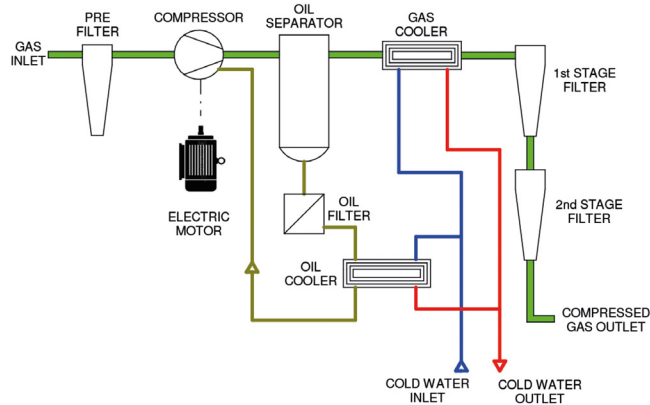 PRE
FILTER
COMPRESSOR
OIL
SEPARATOR
GAS
COOLER
GAS
INLET
1st STAGE
FILTER
ELECTRIC
MOTOR
OIL
FILTER
2nd STAGE
FILTER
OIL
COOLER
COMPRESSED
GAS OUTLET
COLD WATER
INLET
COLD WATER
OUTLET